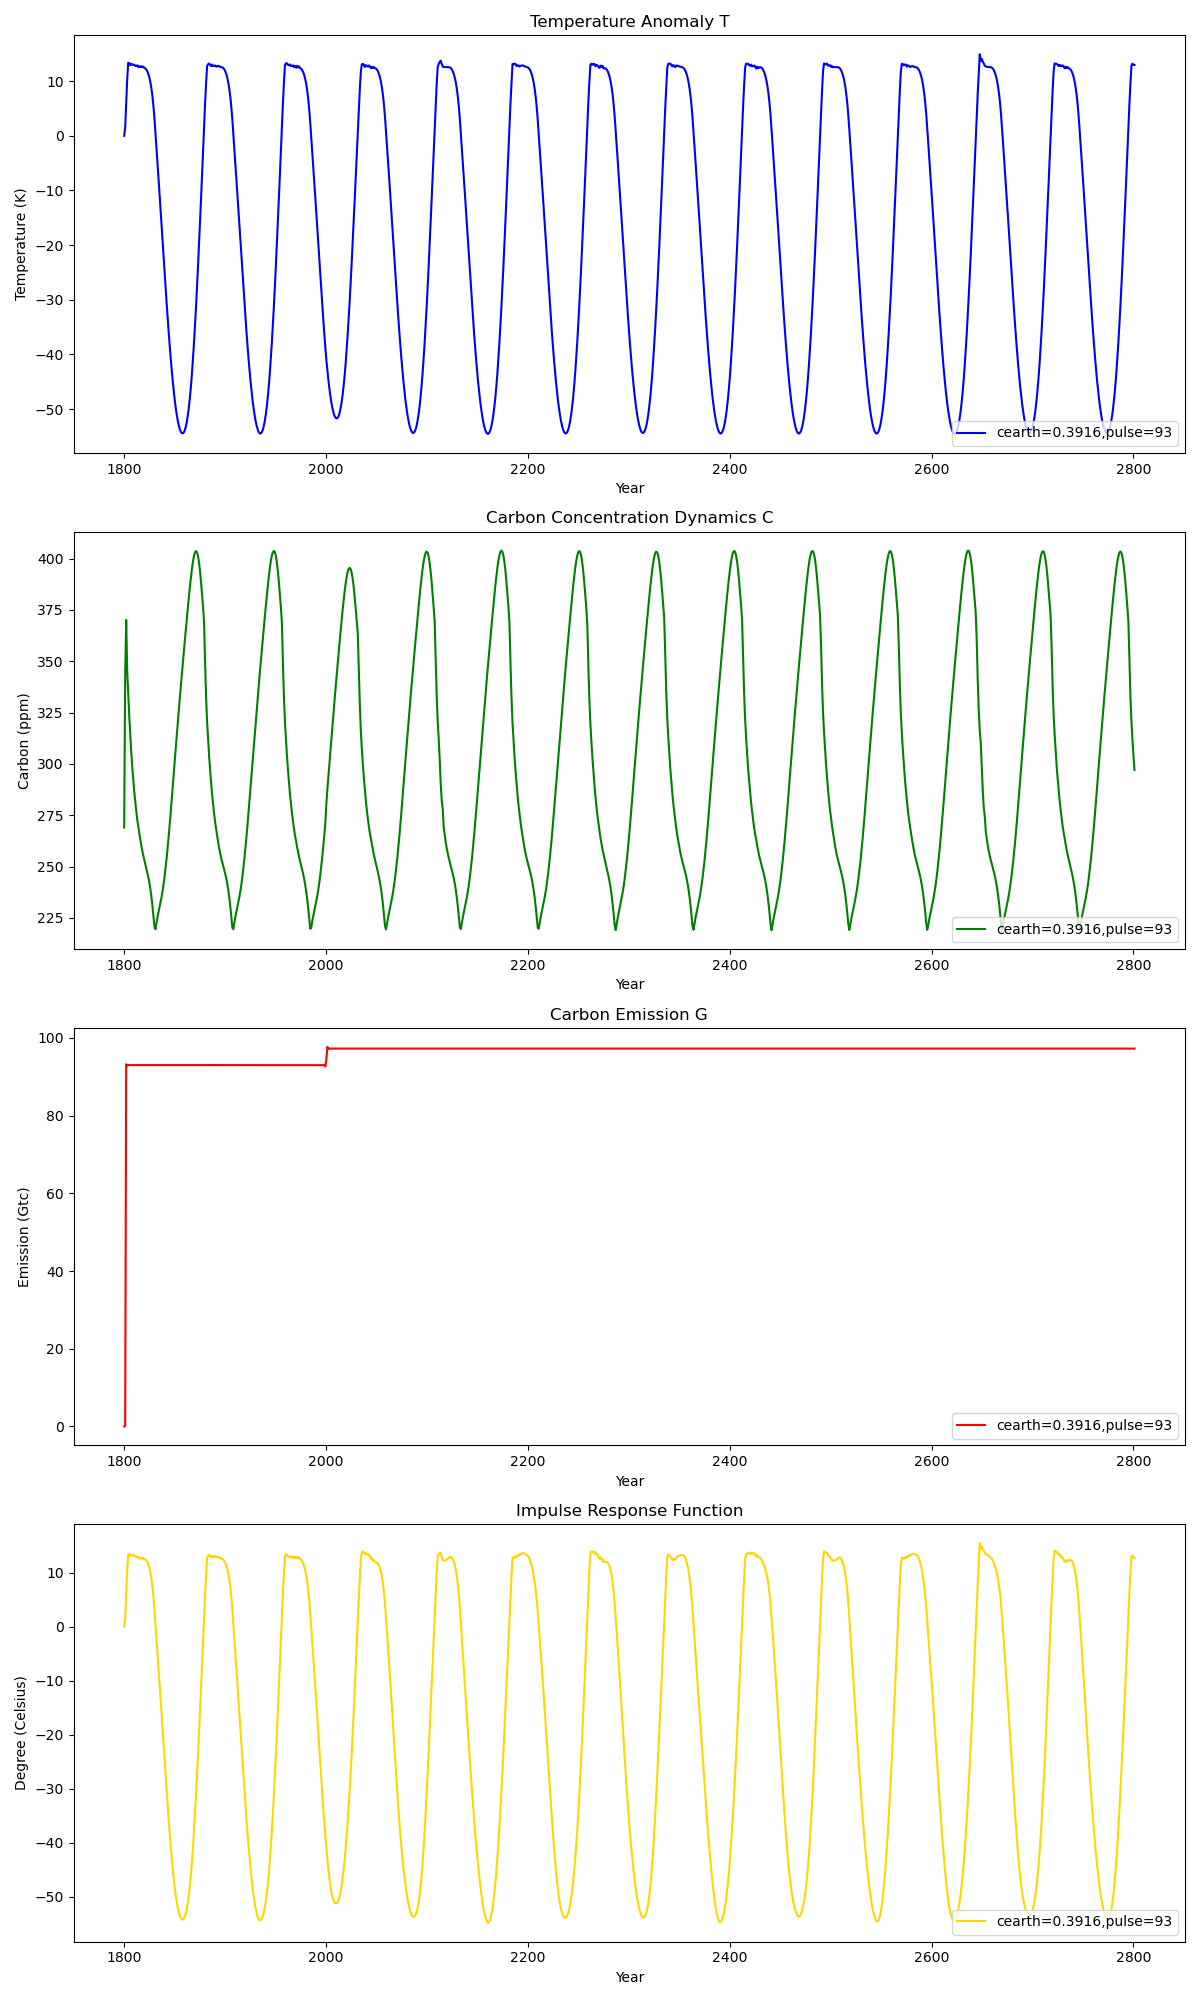 Temperature Anomaly T
10
0
−10
−20
−30
−40
−50
Temperature (K)
cearth=0.3916,pulse=93
1800 2000 2200 2400 2600 2800
Year
Carbon Concentration Dynamics C
400
375
350
325
300
275
250
225
Carbon (ppm)
cearth=0.3916,pulse=93
1800 2000 2200 2400 2600 2800
Year
Carbon Emission G
100
80
60
40
20
0
Emission (Gtc)
cearth=0.3916,pulse=93
1800 2000 2200 2400 2600 2800
Year
Impulse Response Function
10
0
−10
−20
−30
−40
−50
Degree (Celsius)
cearth=0.3916,pulse=93
1800 2000 2200 2400 2600 2800
Year